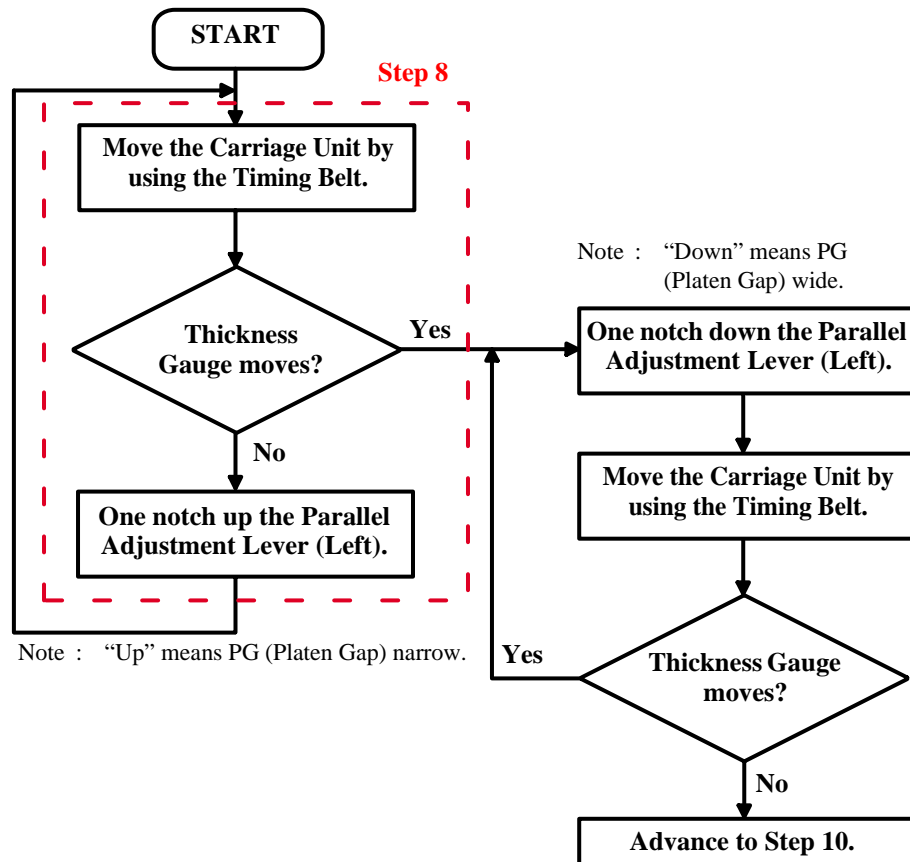 START
Step 8
Move the Carriage Unit by
using the Timing Belt.
Thickness
Gauge moves?
Yes
No
One notch up the Parallel
Adjustment Lever (Left).
Note : “Up” means PG (Platen Gap) narrow.
Note : “Down” means PG
(Platen Gap) wide.
One notch down the Parallel
Adjustment Lever (Left).
Move the Carriage Unit by
using the Timing Belt.
Thickness Gauge
moves?
Yes
No
Advance to Step 10.